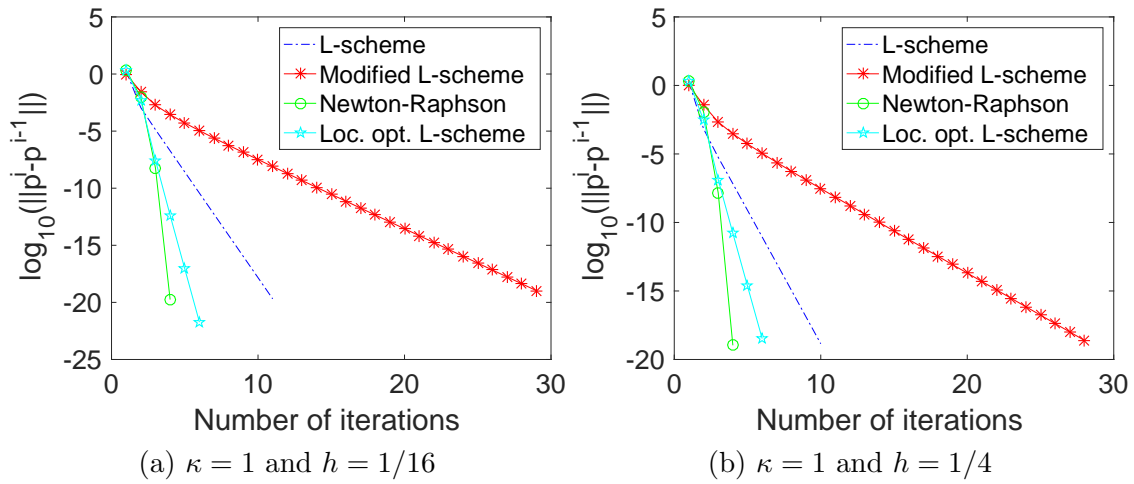 5
0
-5
-10
-15
-20
-25
0
10
20
30
log10(||p^i-p^{i-1}||)
Number of iterations
L-scheme
Modified L-scheme
Newton-Raphson
Loc. opt. L-scheme
(a) κ = 1 and h = 1/16
5
0
-5
-10
-15
-20
0
10
20
30
log10(||p^i-p^{i-1}||)
Number of iterations
L-scheme
Modified L-scheme
Newton-Raphson
Loc. opt. L-scheme
(b) κ = 1 and h = 1/4